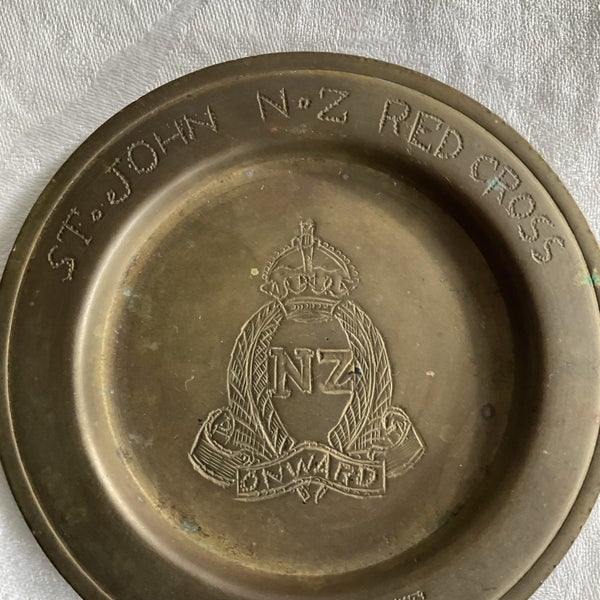 ST. JOHN N.Z RED CROSS
NZ
ONWARD